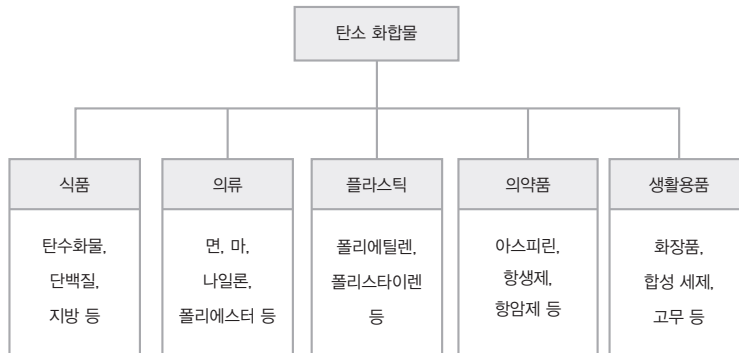 탄소 화합물
식품
탄수화물,
단백질,
지방 등
의류
면, 마,
나일론,
폴리에스터 등
플라스틱
폴리에틸렌,
폴리스타이렌
등
의약품
아스피린,
항생제,
항암제 등
생활용품
화장품,
합성 세제,
고무 등